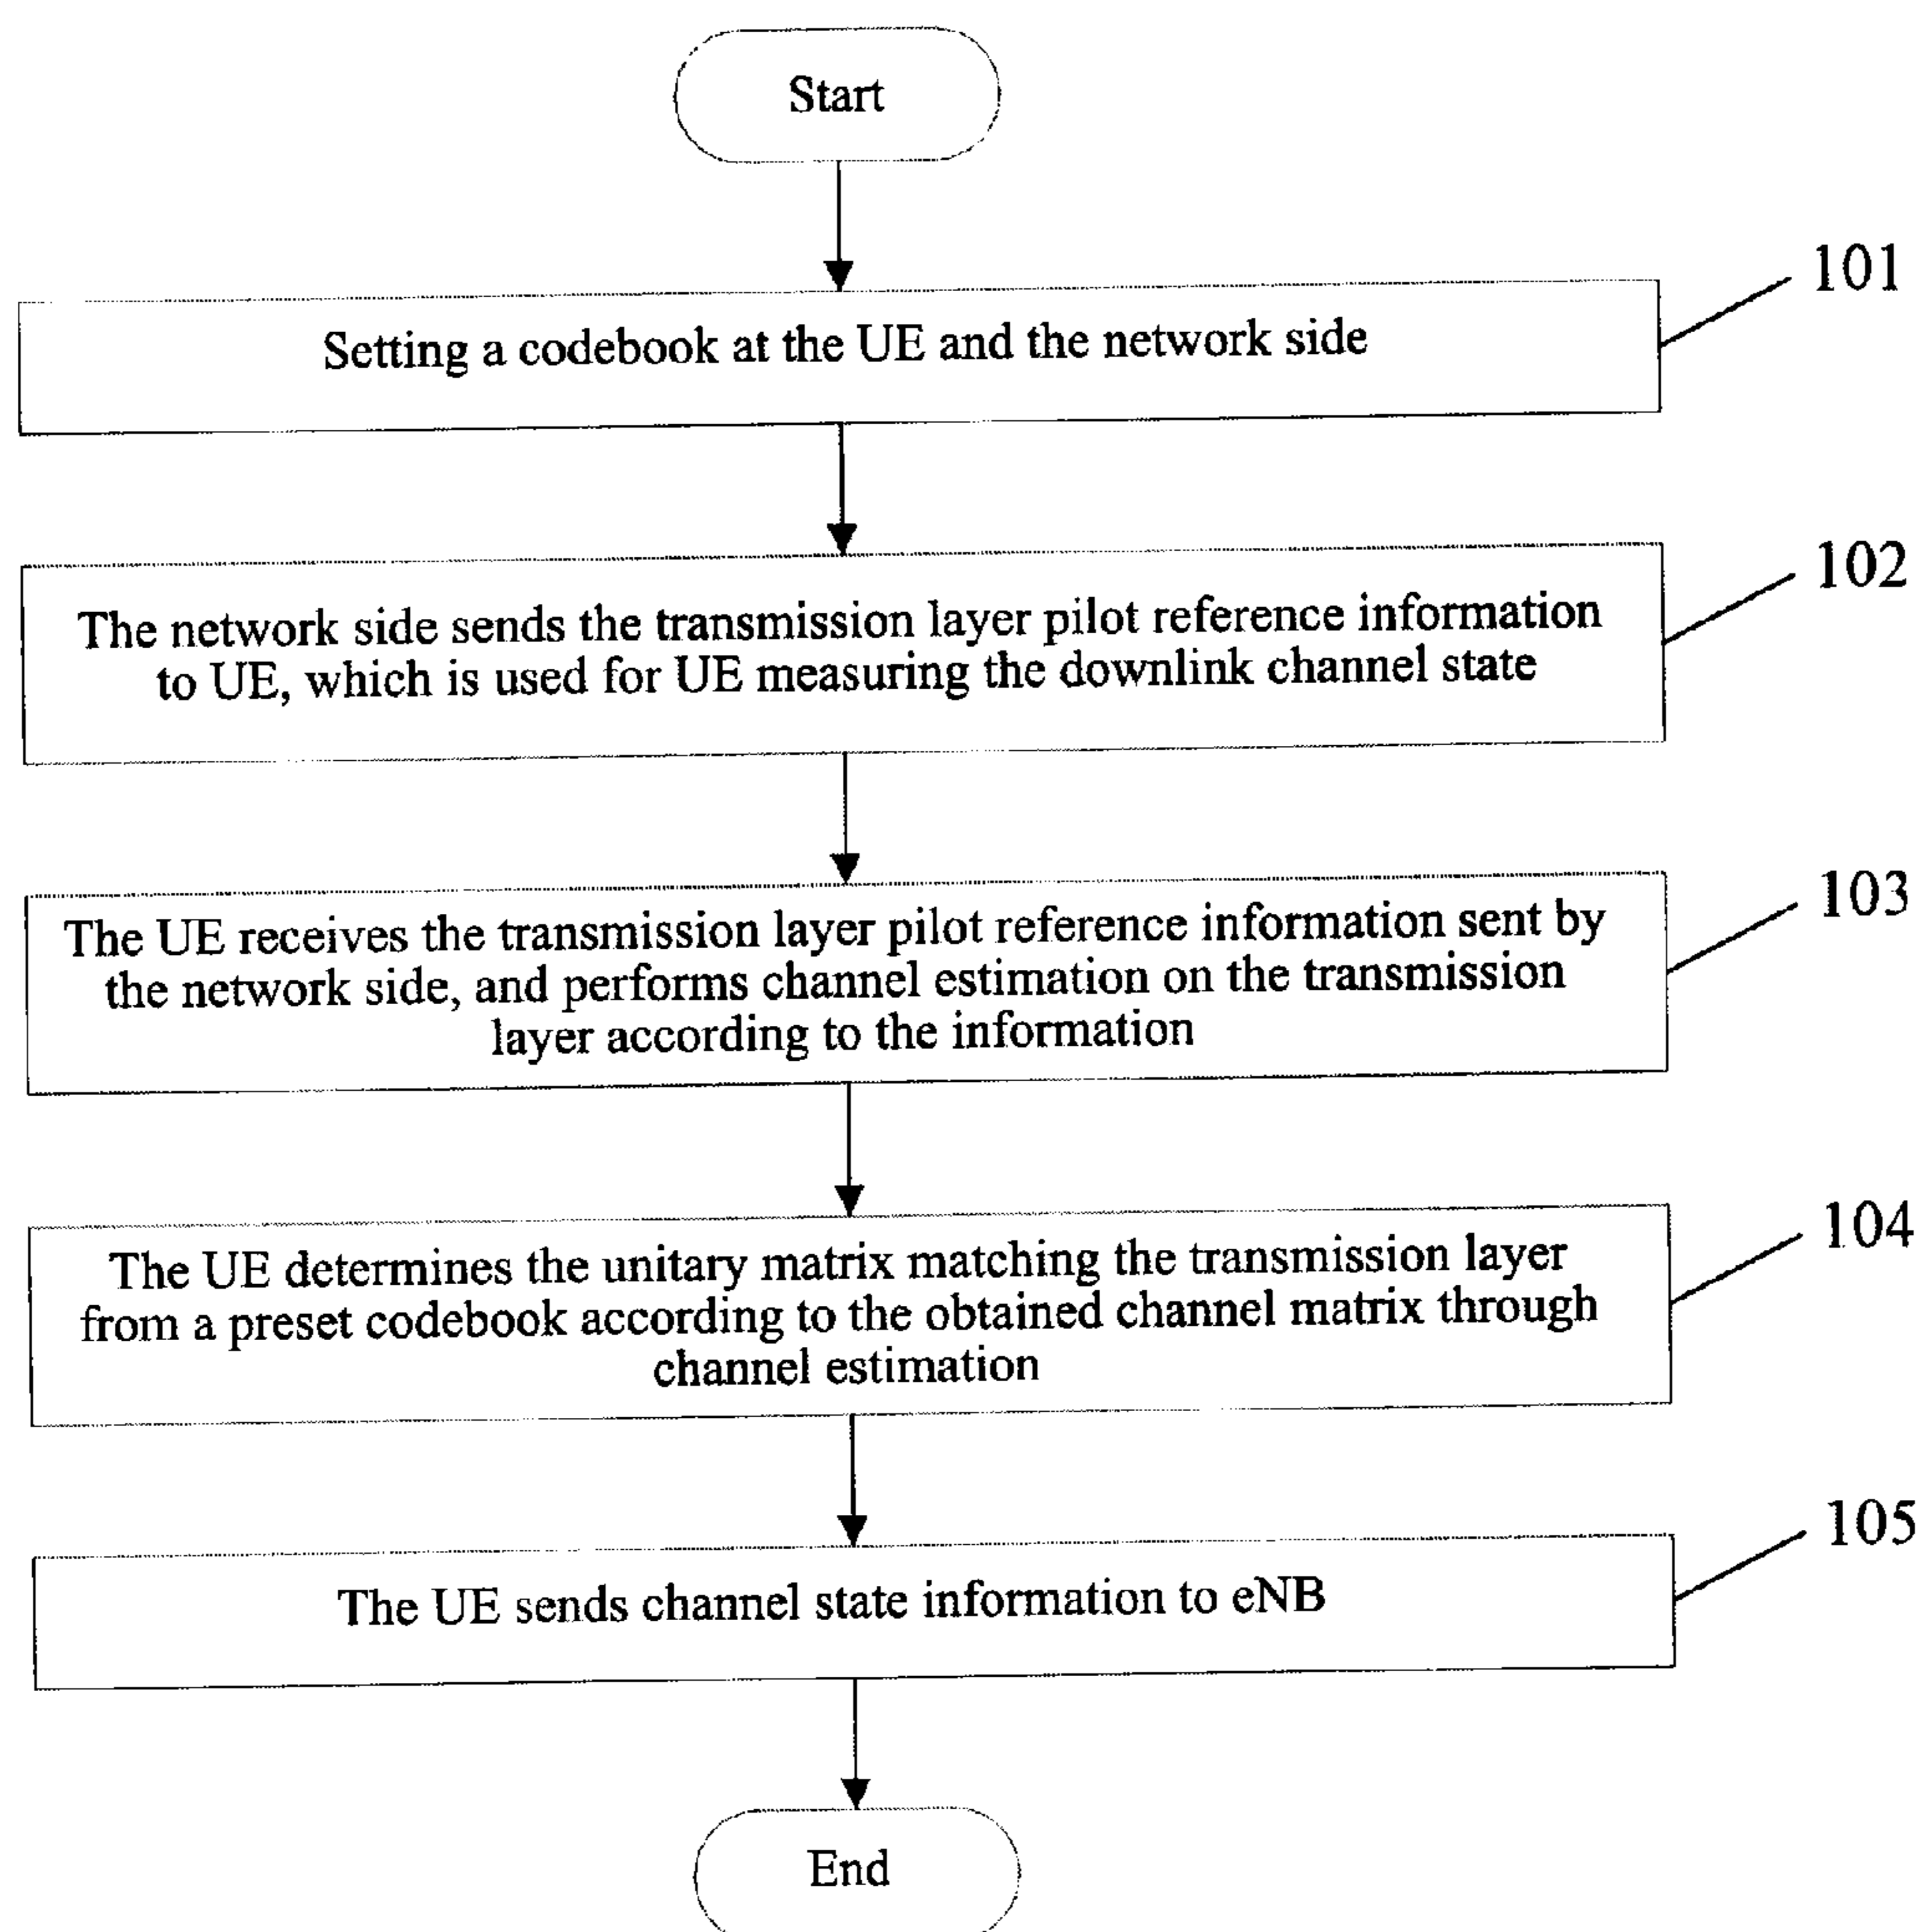 Start
101
Setting a codebook at the UE and the network side
102
The network side sends the transmission layer pilot reference information
to UE, which is used for UE measuring the downlink channel state
103
The UE receives the transmission layer pilot reference information sent by
the network side, and performs channel estimation on the transmission
layer according to the information
104
The UE determines the unitary matrix matching the transmission layer
from a preset codebook according to the obtained channel matrix through
channel estimation
105
The UE sends channel state information to eNB
End